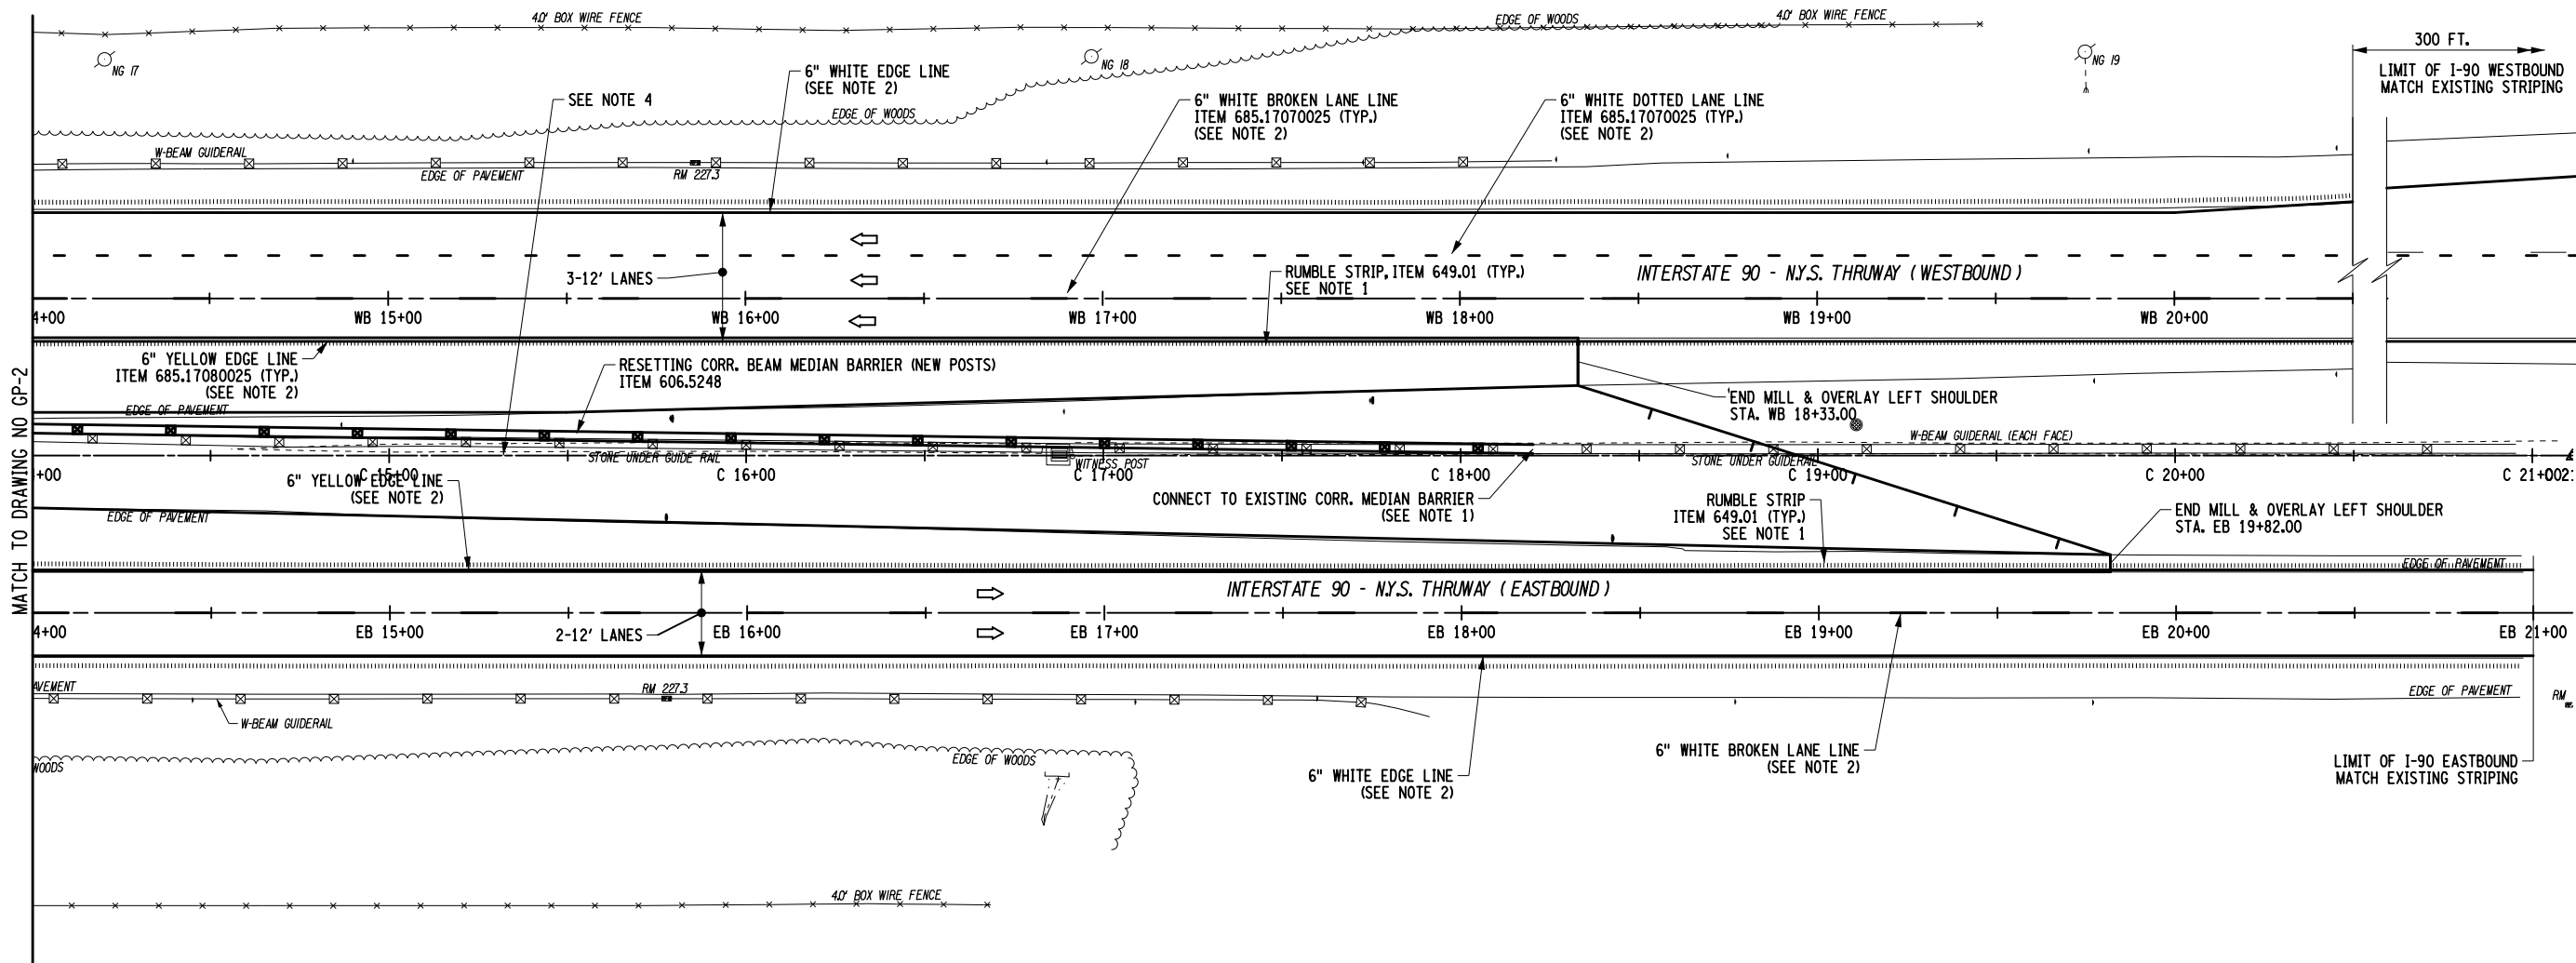 4.0' BOX WIRE FENCE
EDGE OF WOODS
4.0' BOX WIRE FENCE
300 FT.
LIMIT OF I-90 WESTBOUND
MATCH EXISTING STRIPING
NG 17
NG 18
NG 19
6" WHITE EDGE LINE
(SEE NOTE 2)
SEE NOTE 4
6" WHITE BROKEN LANE LINE
ITEM 685.17070025 (TYP.)
(SEE NOTE 2)
6" WHITE DOTTED LANE LINE
ITEM 685.17070025 (TYP.)
(SEE NOTE 2)
EDGE OF WOODS
W-BEAM GUIDERAIL
EDGE OF PAVEMENT
RM 227.3
3-12' LANES
RUMBLE STRIP, ITEM 649.01 (TYP.)
SEE NOTE 1
INTERSTATE 90 - N.Y.S. THRUWAY (WESTBOUND)
4+00
WB 15+00
WB 16+00
WB 17+00
WB 18+00
WB 19+00
WB 20+00
6" YELLOW EDGE LINE
ITEM 685.17080025 (TYP.)
(SEE NOTE 2)
RESETTING CORR. BEAM MEDIAN BARRIER (NEW POSTS)
ITEM 606.5248
END MILL & OVERLAY LEFT SHOULDER
STA. WB 18+33.00
MATCH TO DRAWING NO GP-2
EDGE OF PAVEMENT
W-BEAM GUIDERAIL (EACH FACE)
STONE UNDER GUIDE RAIL
WITNESS POST
STONE UNDER GUIDERAIL
+00
C 15+00
C 16+00
C 17+00
C 18+00
C 19+00
C 20+00
C 21+00
6" YELLOW EDGE LINE
(SEE NOTE 2)
CONNECT TO EXISTING CORR. MEDIAN BARRIER
(SEE NOTE 1)
RUMBLE STRIP
ITEM 649.01 (TYP.)
SEE NOTE 1
END MILL & OVERLAY LEFT SHOULDER
STA. EB 19+82.00
EDGE OF PAVEMENT
EDGE OF PAVEMENT
INTERSTATE 90 - N.Y.S. THRUWAY (EASTBOUND)
4+00
EB 15+00
2-12' LANES
EB 16+00
EB 17+00
EB 18+00
EB 19+00
EB 20+00
EB 21+00
AVEMENT
RM 227.3
EDGE OF PAVEMENT
RM
W-BEAM GUIDERAIL
WOODS
EDGE OF WOODS
6" WHITE EDGE LINE
(SEE NOTE 2)
6" WHITE BROKEN LANE LINE
(SEE NOTE 2)
LIMIT OF I-90 EASTBOUND
MATCH EXISTING STRIPING
4.0' BOX WIRE FENCE